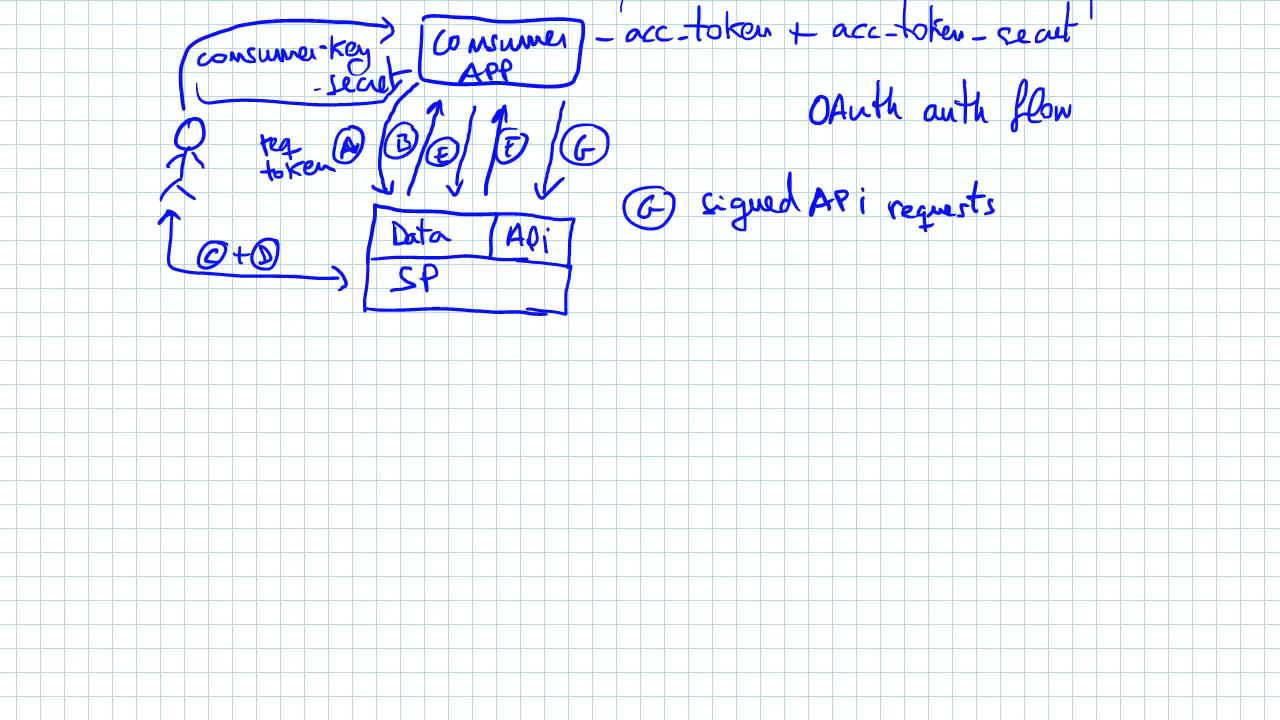 - acc-token + acc-token-secret
consumer-key
-secret
Consumer
APP
OAuth auth flow
req
token
A
B
E
F
G
G signed APi requests
Data
APi
C + D
SP